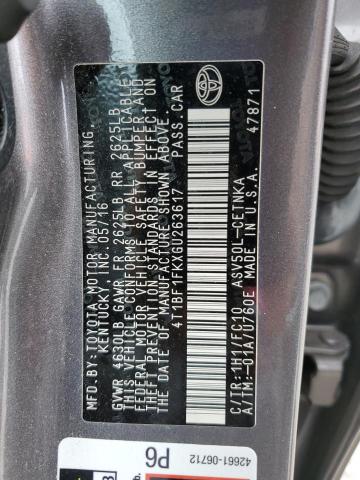 MFD.BY: TOYOTA MOTOR MANUFACTURING
KENTUCKY, INC. 05/16
GVWR 4630LB GAWR FR 2625LB RR 2625LB
THIS VEHICLE CONFORMS TO ALL APPLICABLE
FEDERAL MOTOR VEHICLE SAFETY, BUMPER AND
THEFT PREVENTION STANDARDS IN EFFECT ON
THE DATE OF MANUFACTURE SHOWN ABOVE.
4T1BF1FKXGU263617 PASS.CAR
C/TR:1H1/FC10 ASV50L-CETNKA
A/TM:-01A/U760E MADE IN U.S.A. 47871
42661-06712
P6